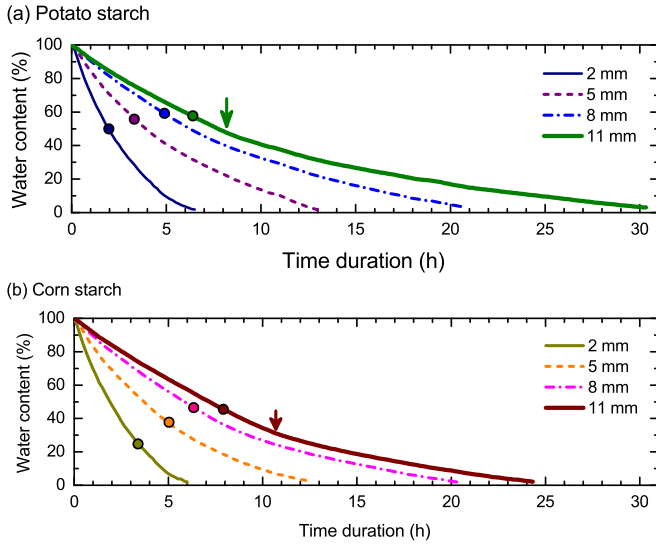 (a) Potato starch
100
80
60
40
20
0
Water content (%)
2 mm
5 mm
8 mm
11 mm
0 5 10 15 20 25 30
Time duration (h)
(b) Corn starch
100
80
60
40
20
0
Water content (%)
2 mm
5 mm
8 mm
11 mm
0 5 10 15 20 25 30
Time duration (h)